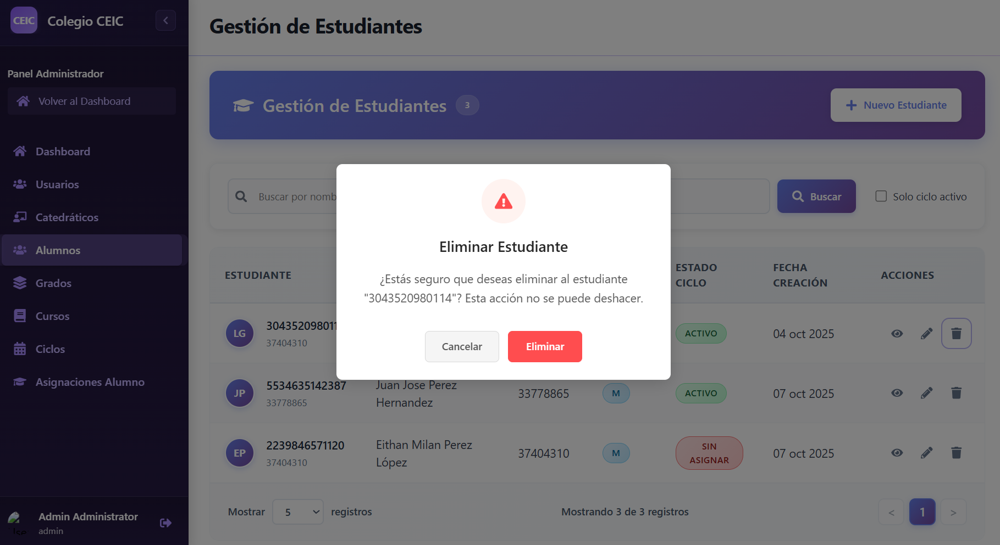 CEIC
Colegio CEIC
Panel Administrador
Volver al Dashboard
Dashboard
Usuarios
Catedráticos
Alumnos
Grados
Cursos
Ciclos
Asignaciones Alumno
Admin Administrator
admin
Gestión de Estudiantes
Gestión de Estudiantes 3
Nuevo Estudiante
Buscar por nomb
Buscar
Solo ciclo activo
Eliminar Estudiante
¿Estás seguro que deseas eliminar al estudiante
"3043520980114"? Esta acción no se puede deshacer.
Cancelar
Eliminar
ESTUDIANTE
ESTADO
CICLO
FECHA
CREACIÓN
ACCIONES
LG
304352098011
37404310
ACTIVO
04 oct 2025
JP
5534635142387
33778865
Juan Jose Perez
Hernandez
33778865
M
ACTIVO
07 oct 2025
EP
2239846571120
37404310
Eithan Milan Perez
López
37404310
M
SIN
ASIGNAR
07 oct 2025
Mostrar 5 registros
Mostrando 3 de 3 registros
< 1 >